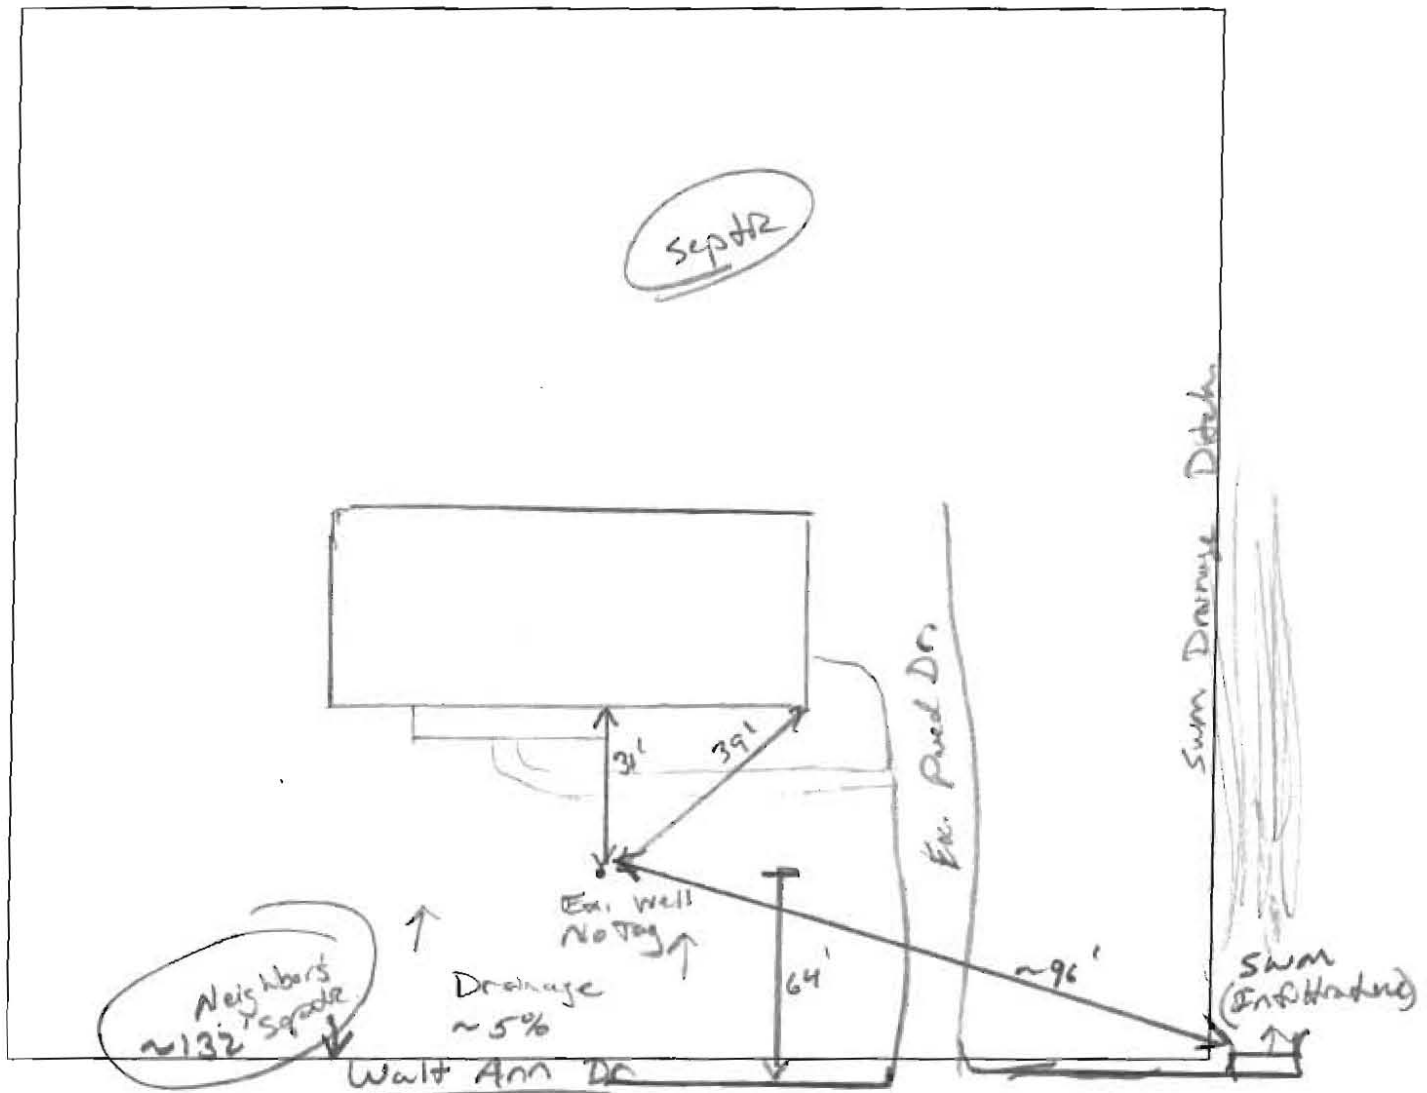 Septic
SWM Drainage Ditch
Ex. Paved Dr.
31'
39'
Ex. Well
No Tag
64'
~96'
SWM
(Infiltration)
Neighbor's
Septic
~132'
Drainage
~5%
Walt Ann Dr